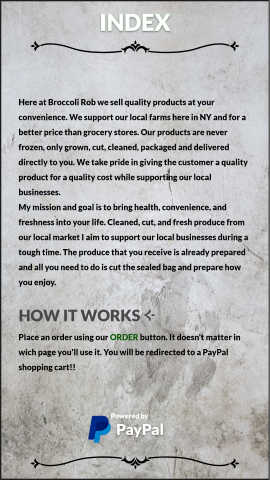 INDEX
Here at Broccoli Rob we sell quality products at your
convenience. We support our local farms here in NY and for a
better price than grocery stores. Our products are never
frozen, only grown, cut, cleaned, packaged and delivered
directly to you. We take pride in giving the customer a quality
product for a quality cost while supporting our local
businesses.
My mission and goal is to bring health, convenience, and
freshness into your life. Cleaned, cut, and fresh produce from
our local market I aim to support our local businesses during a
tough time. The produce that you receive is already prepared
and all you need to do is cut the sealed bag and prepare how
you enjoy.
HOW IT WORKS
Place an order using our ORDER button. It doesn't matter in
wich page you'll use it. You will be redirected to a PayPal
shopping cart!!
Powered by
PayPal